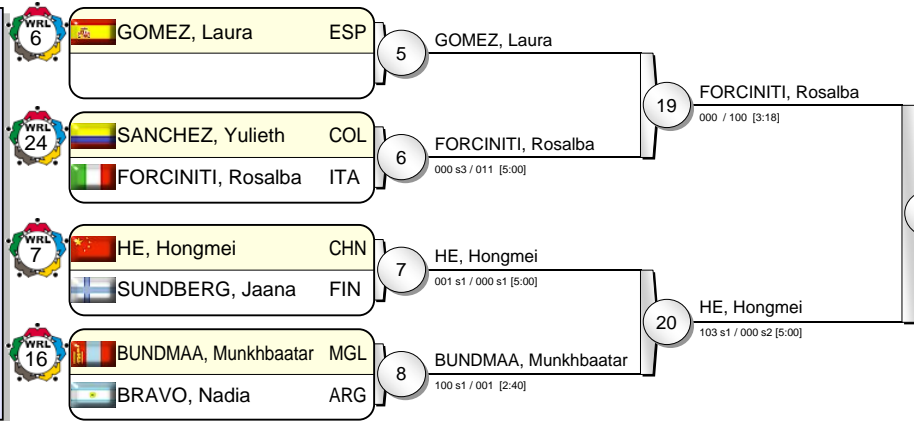 WRL
6
GOMEZ, Laura ESP
5
GOMEZ, Laura
19
FORCINITI, Rosalba
000 / 100 [3:18]
WRL
24
SANCHEZ, Yulieth COL
FORCINITI, Rosalba ITA
6
FORCINITI, Rosalba
000 s3 / 011 [5:00]
WRL
7
HE, Hongmei CHN
SUNDBERG, Jaana FIN
7
HE, Hongmei
001 s1 / 000 s1 [5:00]
20
HE, Hongmei
103 s1 / 000 s2 [5:00]
WRL
16
BUNDMAA, Munkhbaatar MGL
BRAVO, Nadia ARG
8
BUNDMAA, Munkhbaatar
100 s1 / 001 [2:40]